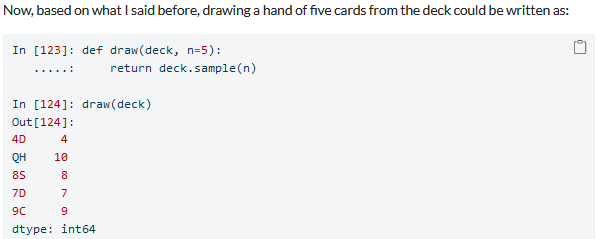 Now, based on what I said before, drawing a hand of five cards from the deck could be written as:
In [123]: def draw(deck, n=5):
   .....:     return deck.sample(n)
In [124]: draw(deck)
Out[124]:
4D     4
QH    10
8S     8
7D     7
9C     9
dtype: int64